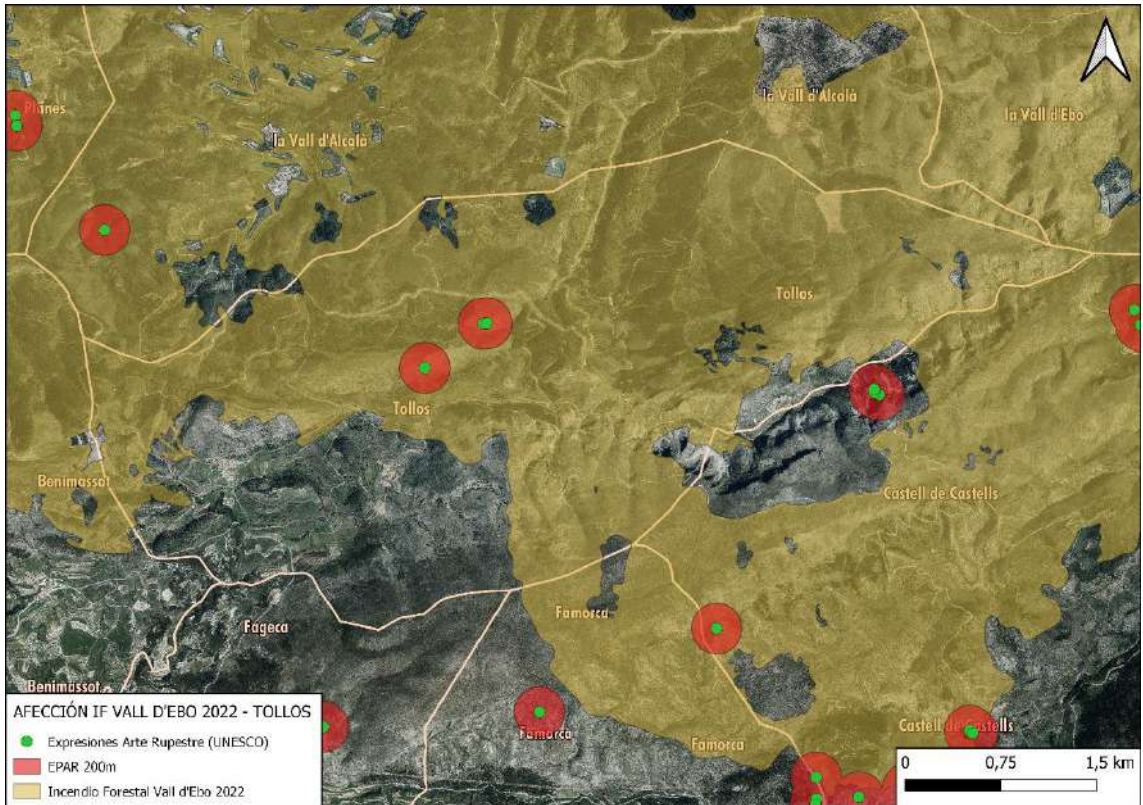 Planes
la Vall d'Alcalà
la Vall d'Alcalà
la Vall d'Ebo
Tollos
Tollos
Benimassot
Castell de Castells
Famorca
Fageca
Benimassot
Famorca
Famorca
Castell de Castells
AFECCIÓN IF VALL D'EBO 2022 - TOLLOS
Expresiones Arte Rupestre (UNESCO)
EPAR 200m
Incendio Forestal Vall d'Ebo 2022
0 0,75 1,5 km